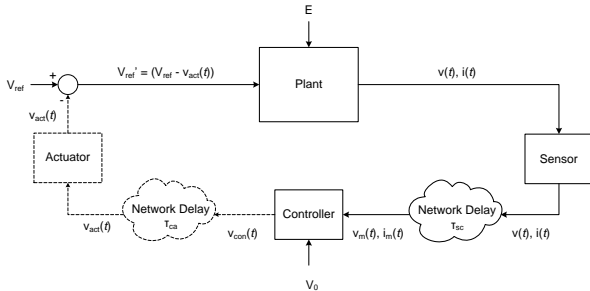 E
V_ref
+
-
V_ref' = (V_ref - v_act(t))
Plant
v(t), i(t)
v_act(t)
Actuator
Sensor
Network Delay
τ_ca
v_act(t)
v_con(t)
Controller
v_m(t), i_m(t)
Network Delay
τ_sc
v(t), i(t)
V_0